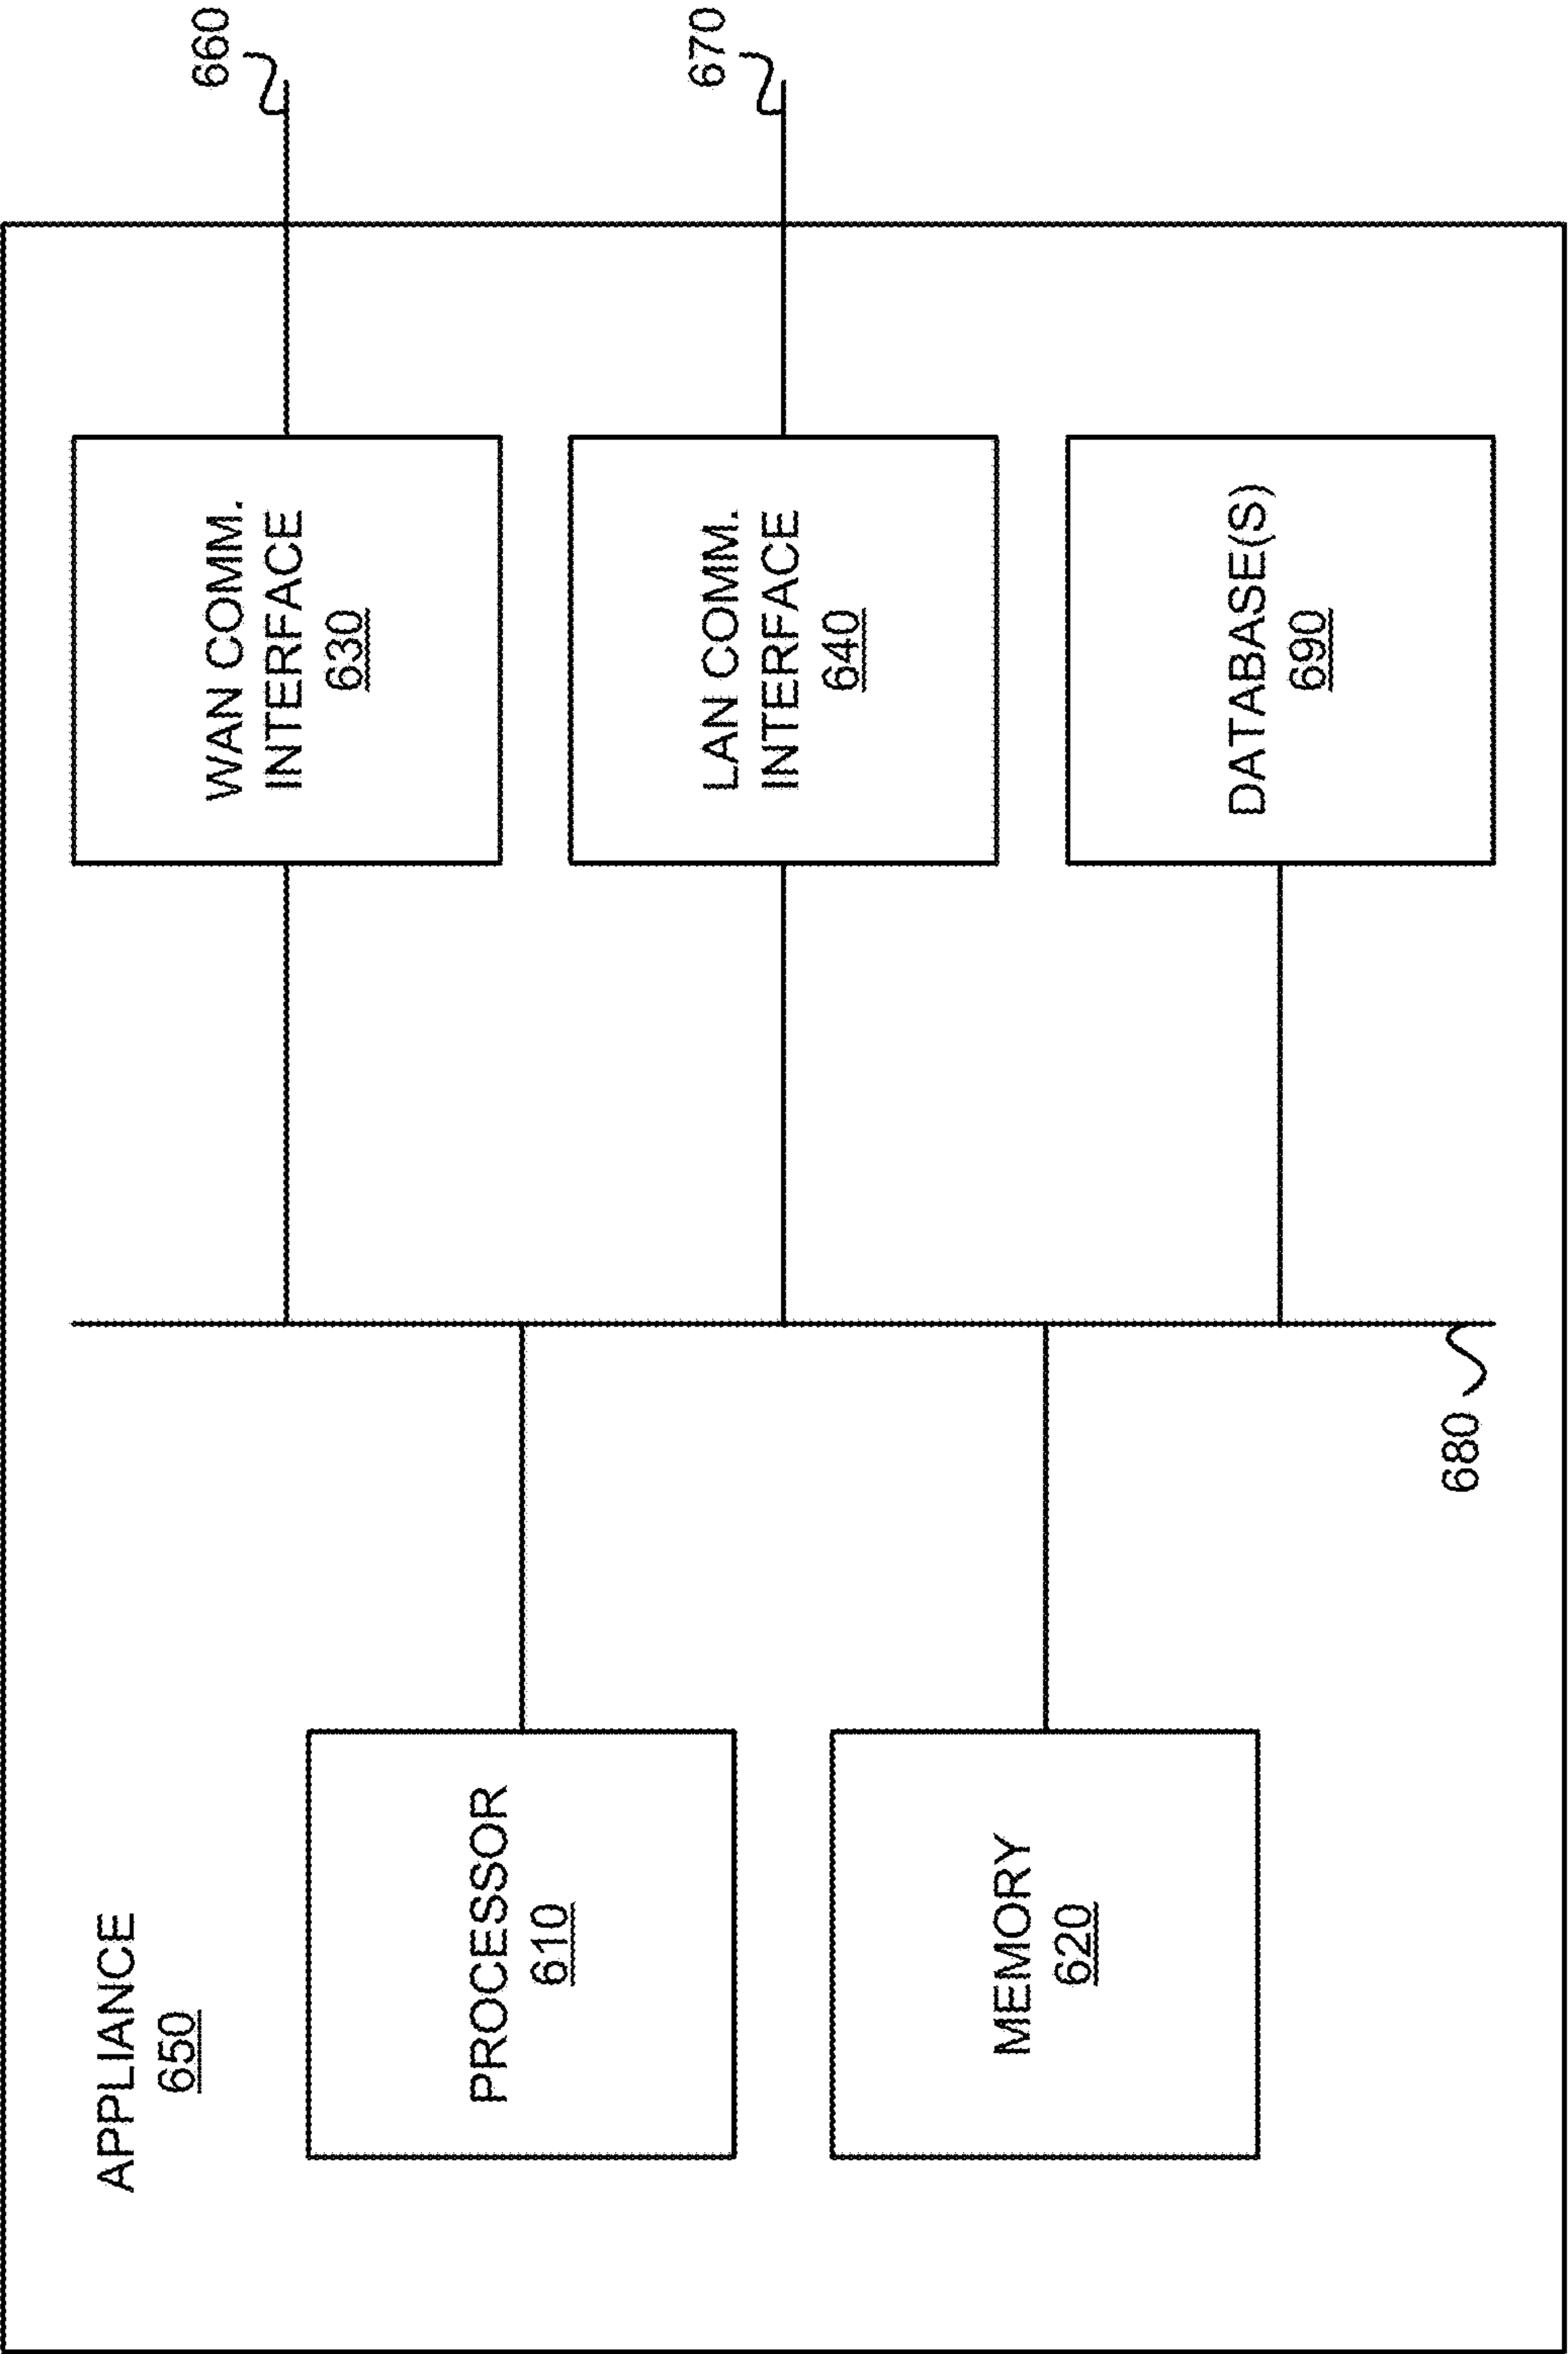 APPLIANCE
650
PROCESSOR
610
MEMORY
620
680
WAN COMM.
INTERFACE
630
LAN COMM.
INTERFACE
640
DATABASE(S)
690
660
670